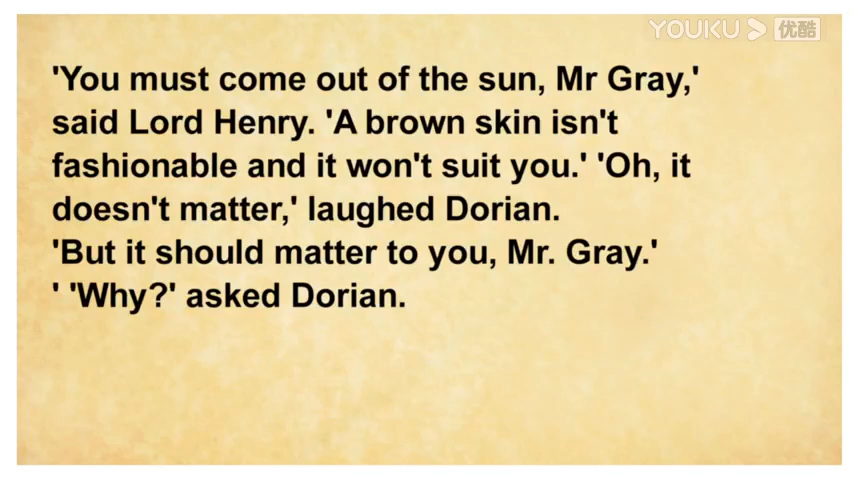 YOUKU 优酷
'You must come out of the sun, Mr Gray,'
said Lord Henry. 'A brown skin isn't
fashionable and it won't suit you.' 'Oh, it
doesn't matter,' laughed Dorian.
'But it should matter to you, Mr. Gray.'
' 'Why?' asked Dorian.